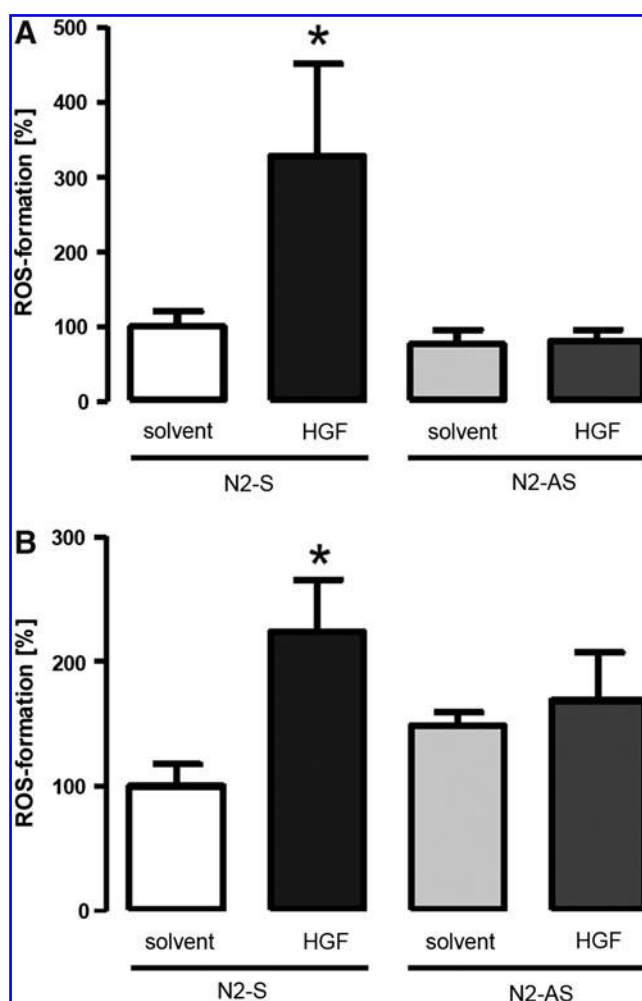 A
ROS-formation [%]
500
400
300
200
100
0
*
solvent HGF solvent HGF
N2-S N2-AS
B
ROS-formation [%]
300
200
100
0
*
solvent HGF solvent HGF
N2-S N2-AS